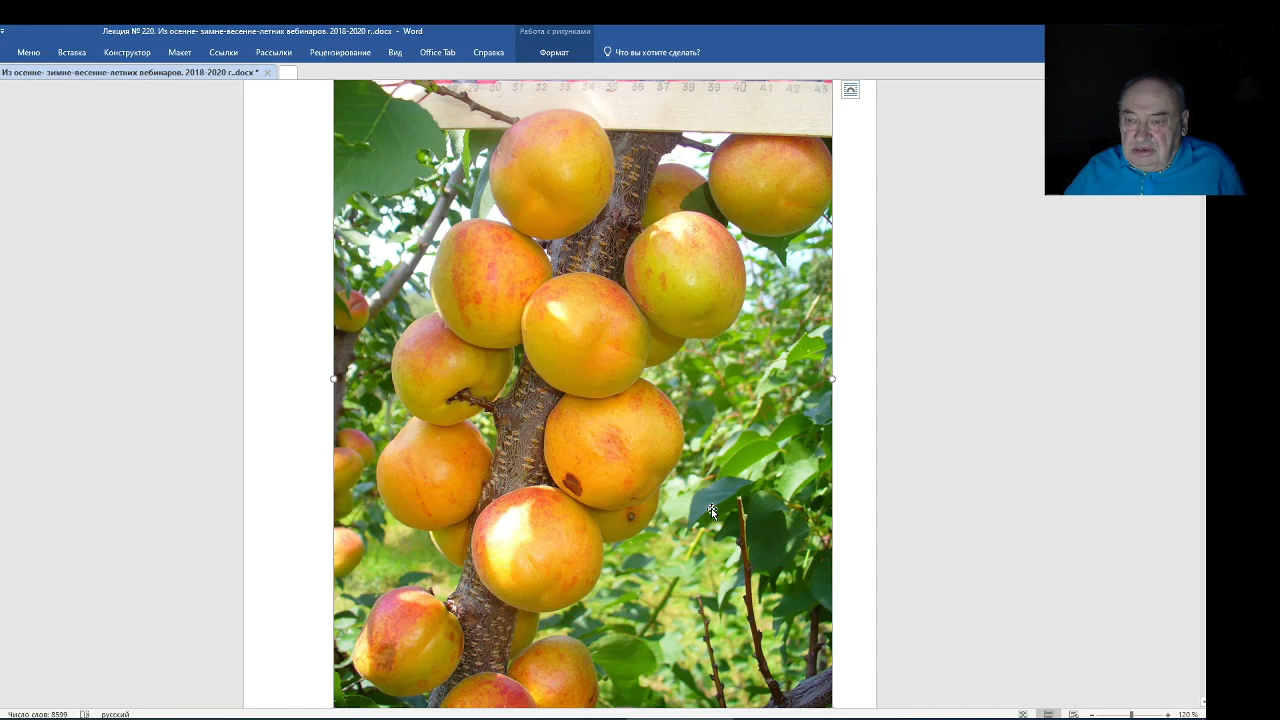 Лекция № 220. Из осенне- зимне-весенне-летних вебинаров. 2018-2020 г..docx - Word
Работа с рисунками
Меню Вставка Конструктор Макет Ссылки Рассылки Рецензирование Вид Office Tab Справка Формат Что вы хотите сделать?
Из осенне- зимне-весенне-летних вебинаров. 2018-2020 г..docx *
28 29 30 31 32 33 34 35 36 37 38 39 40 41 42 43
Число слов: 8599 русский 120 %